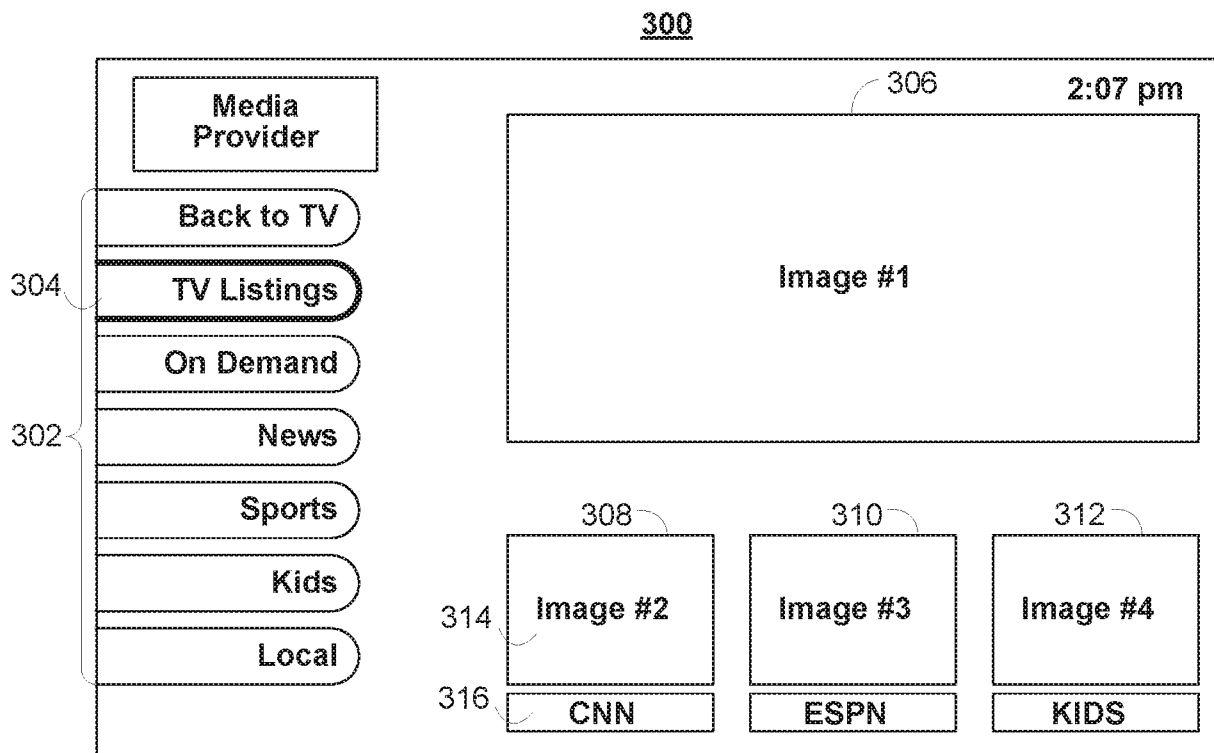 300
306
2:07 pm
Media
Provider
Image #1
Back to TV
304
TV Listings
On Demand
302
News
Sports
Kids
Local
308
310
312
314
Image #2
Image #3
Image #4
316
CNN
ESPN
KIDS